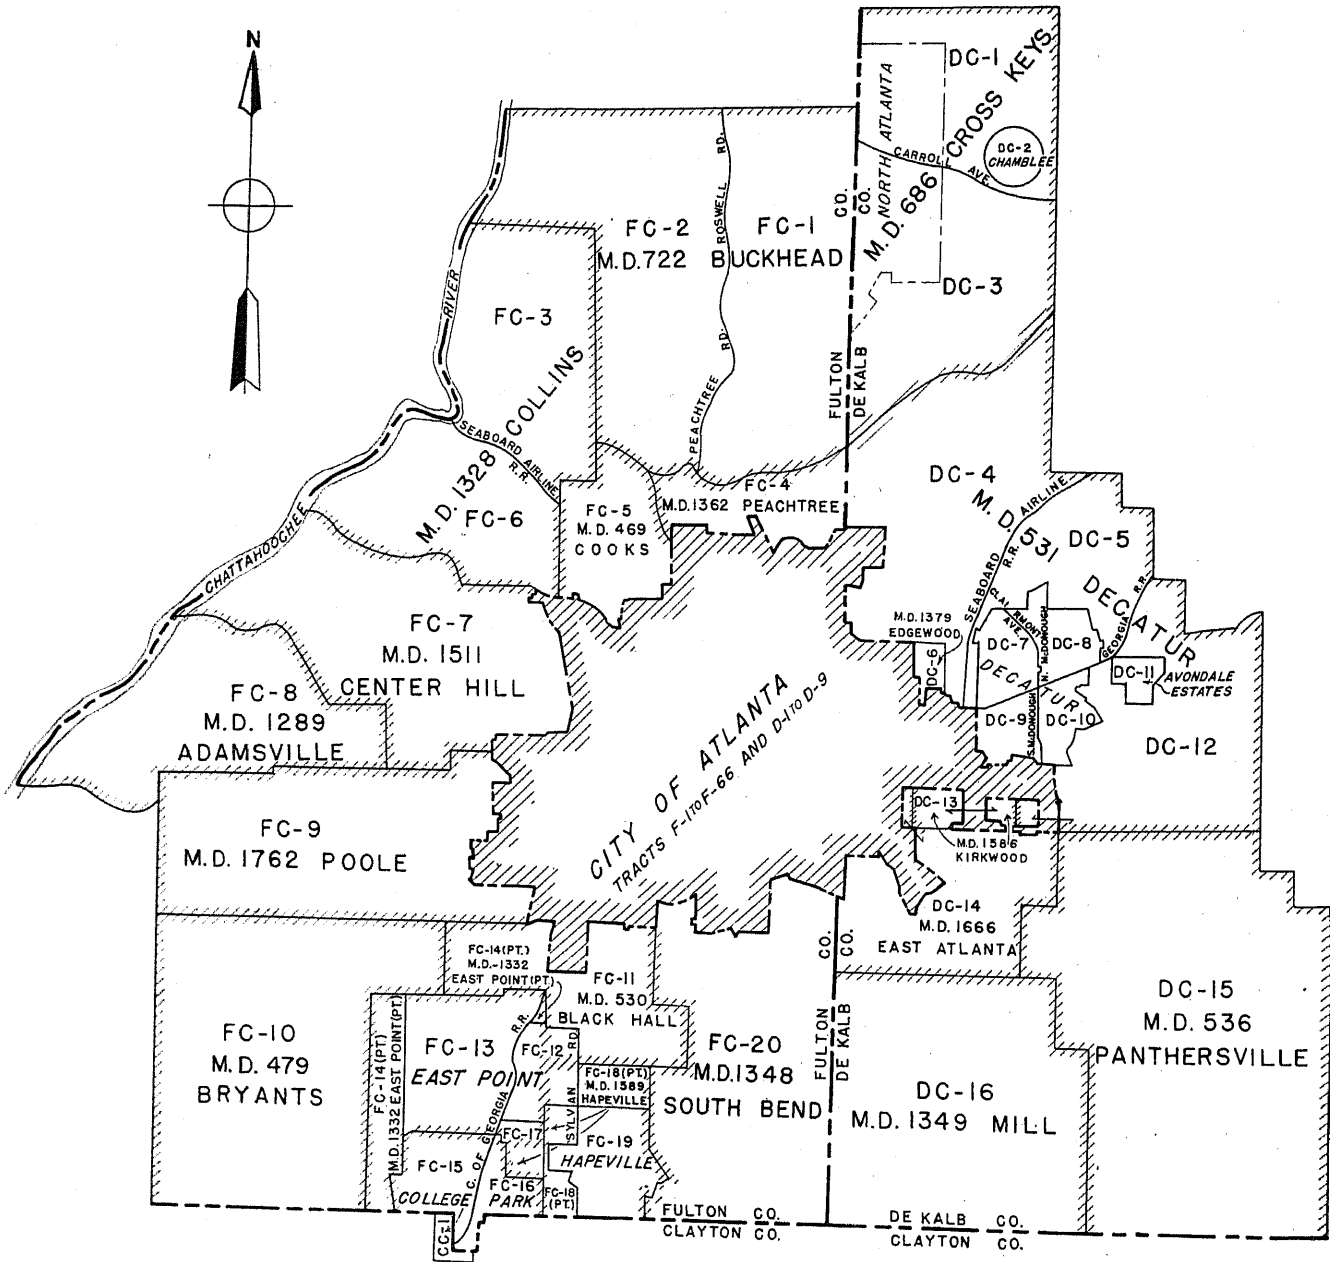 N
DC-1
CROSS KEYS
M.D. 686
NORTH ATLANTA
DC-2
CHAMBLEE
CARROLL AVE.
CO.
CO.
FC-2
FC-1
M.D.722 BUCKHEAD
ROSWELL RD.
PEACHTREE RD.
DC-3
RIVER
FC-3
M.D. 1328 COLLINS
FULTON
DE KALB
SEABOARD AIRLINE
R.R.
FC-6
CHATTAHOOCHEE
FC-5
M.D. 469
COOKS
FC-4
M.D.1362 PEACHTREE
DC-4
M.D. 531 DECATUR
SEABOARD AIRLINE
R.R.
DC-5
GEORGIA R.R.
CLAIRMONT
AVE.
N. McDONOUGH
M.D.1379
EDGEWOOD
DC-6
DC-7
DC-8
DECATUR
DC-11
AVONDALE
ESTATES
DC-9
S.McDONOUGH
DC-10
DC-12
FC-7
M.D. 1511
CENTER HILL
FC-8
M.D. 1289
ADAMSVILLE
CITY OF ATLANTA
TRACTS F-1 TO F-66 AND D-1 TO D-9
DC-13
M.D.1586
KIRKWOOD
FC-9
M.D. 1762 POOLE
DC-14
M.D. 1666
EAST ATLANTA
FC-14(PT.)
M.D.-1332
EAST POINT(PT.)
FC-11
M.D. 530
BLACK HALL
CO.
CO.
FULTON
DE KALB
DC-15
M.D. 536
PANTHERSVILLE
FC-10
M.D. 479
BRYANTS
FC-14(PT.)
M.D.1332 EAST POINT(PT.)
FC-13
EAST POINT
FC-12
C. OF GEORGIA R.R.
SYLVIAN RD.
FC-18(PT.)
M.D.1589
HAPEVILLE
FC-20
M.D.1348
SOUTH BEND
DC-16
M.D. 1349 MILL
FC-17
FC-19
HAPEVILLE
FC-15
FC-16
COLLEGE PARK
FC-18
(PT.)
CC-1
FULTON CO.
CLAYTON CO.
DE KALB CO.
CLAYTON CO.